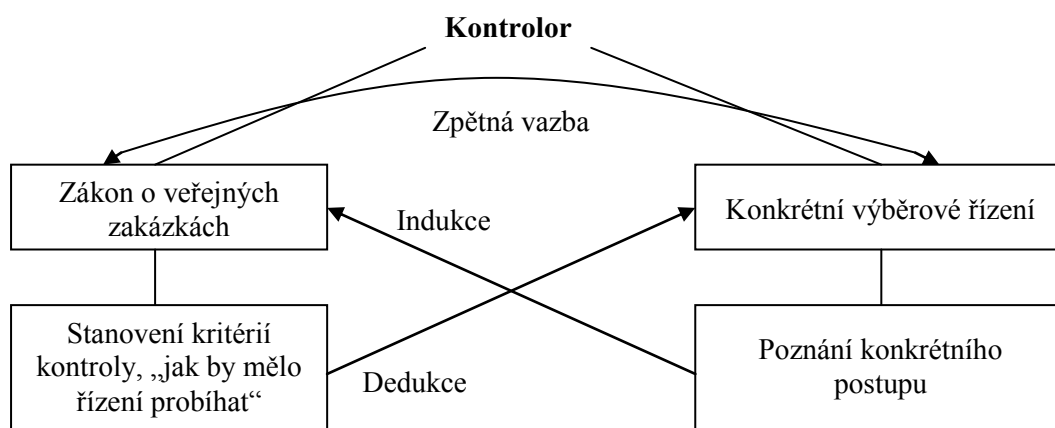 Kontrolor
Zpětná vazba
Zákon o veřejných
zakázkách
Indukce
Konkrétní výběrové řízení
Stanovení kritérií
kontroly, „jak by mělo
řízení probíhat“
Dedukce
Poznání konkrétního
postupu